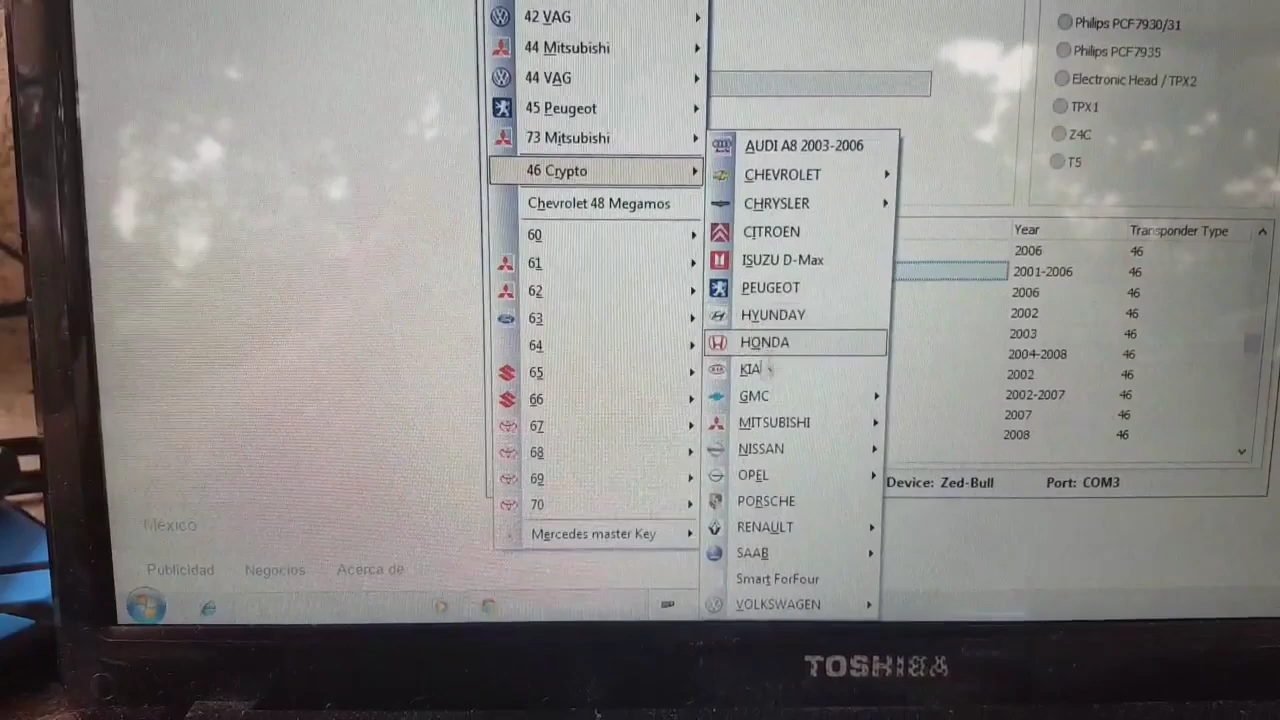 42 VAG
44 Mitsubishi
44 VAG
45 Peugeot
73 Mitsubishi
46 Crypto
Chevrolet 48 Megamos
60
61
62
63
64
65
66
67
68
69
70
Mercedes master Key
AUDI A8 2003-2006
CHEVROLET
CHRYSLER
CITROEN
ISUZU D-Max
PEUGEOT
HYUNDAY
HONDA
KIA
GMC
MITSUBISHI
NISSAN
OPEL
PORSCHE
RENAULT
SAAB
Smart ForFour
VOLKSWAGEN
Philips PCF7930/31
Philips PCF7935
Electronic Head / TPX2
TPX1
Z4C
T5
Year Transponder Type
2006 46
2001-2006 46
2006 46
2002 46
2003 46
2004-2008 46
2002 46
2002-2007 46
2007 46
2008 46
Device: Zed-Bull Port: COM3
México
Publicidad Negocios Acerca de
TOSHIBA